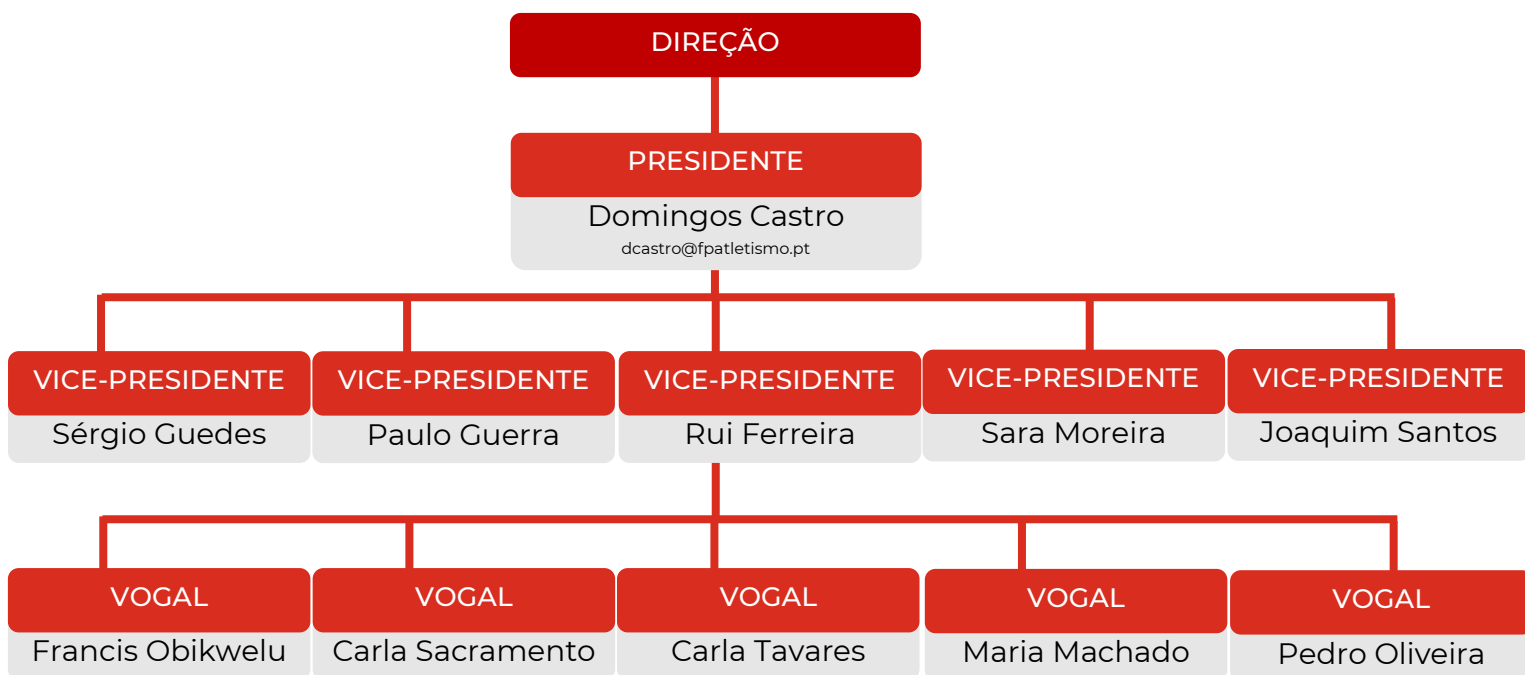 DIREÇÃO
PRESIDENTE
Domingos Castro
dcastro@fpatletismo.pt
VICE-PRESIDENTE
Sérgio Guedes
VICE-PRESIDENTE
Paulo Guerra
VICE-PRESIDENTE
Rui Ferreira
VICE-PRESIDENTE
Sara Moreira
VICE-PRESIDENTE
Joaquim Santos
VOGAL
Francis Obikwelu
VOGAL
Carla Sacramento
VOGAL
Carla Tavares
VOGAL
Maria Machado
VOGAL
Pedro Oliveira